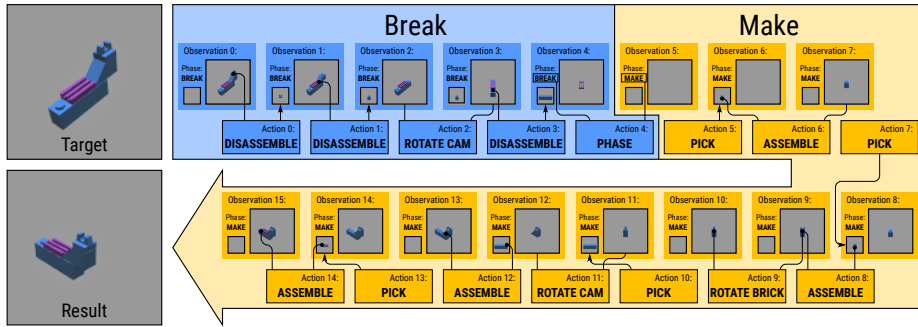 Break
Make
Target
Observation 0:
Phase:
BREAK
Observation 1:
Phase:
BREAK
Observation 2:
Phase:
BREAK
Observation 3:
Phase:
BREAK
Observation 4:
Phase:
BREAK
Observation 5:
Phase:
MAKE
Observation 6:
Phase:
MAKE
Observation 7:
Phase:
MAKE
Action 0:
DISASSEMBLE
Action 1:
DISASSEMBLE
Action 2:
ROTATE CAM
Action 3:
DISASSEMBLE
Action 4:
PHASE
Action 5:
PICK
Action 6:
ASSEMBLE
Action 7:
PICK
Result
Observation 15:
Phase:
MAKE
Observation 14:
Phase:
MAKE
Observation 13:
Phase:
MAKE
Observation 12:
Phase:
MAKE
Observation 11:
Phase:
MAKE
Observation 10:
Phase:
MAKE
Observation 9:
Phase:
MAKE
Observation 8:
Phase:
MAKE
Action 14:
ASSEMBLE
Action 13:
PICK
Action 12:
ASSEMBLE
Action 11:
ROTATE CAM
Action 10:
PICK
Action 9:
ROTATE BRICK
Action 8:
ASSEMBLE